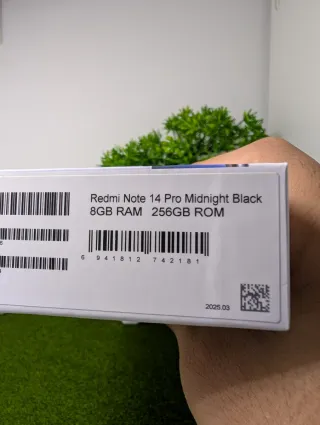 Redmi Note 14 Pro Midnight Black
8GB RAM 256GB ROM
6 941812 742181
2025.03